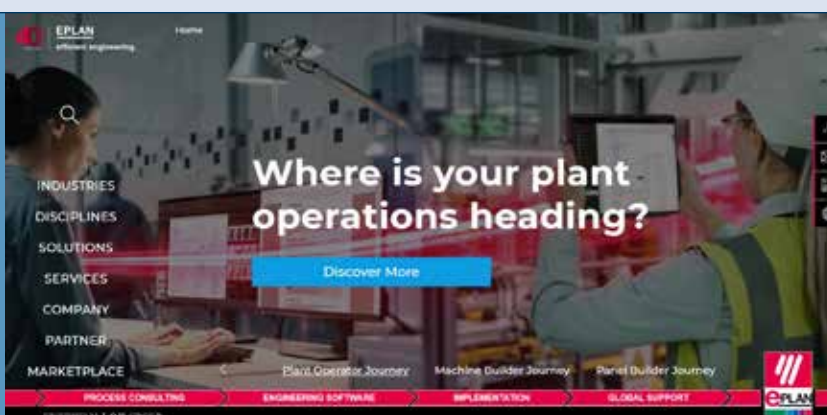 EPLAN
efficient engineering.
Home
Where is your plant
operations heading?
Discover More
INDUSTRIES
DISCIPLINES
SOLUTIONS
SERVICES
COMPANY
PARTNER
MARKETPLACE
Plant Operator Journey
Machine Builder Journey
Panel Builder Journey
PROCESS CONSULTING
ENGINEERING SOFTWARE
IMPLEMENTATION
GLOBAL SUPPORT
ePLAN